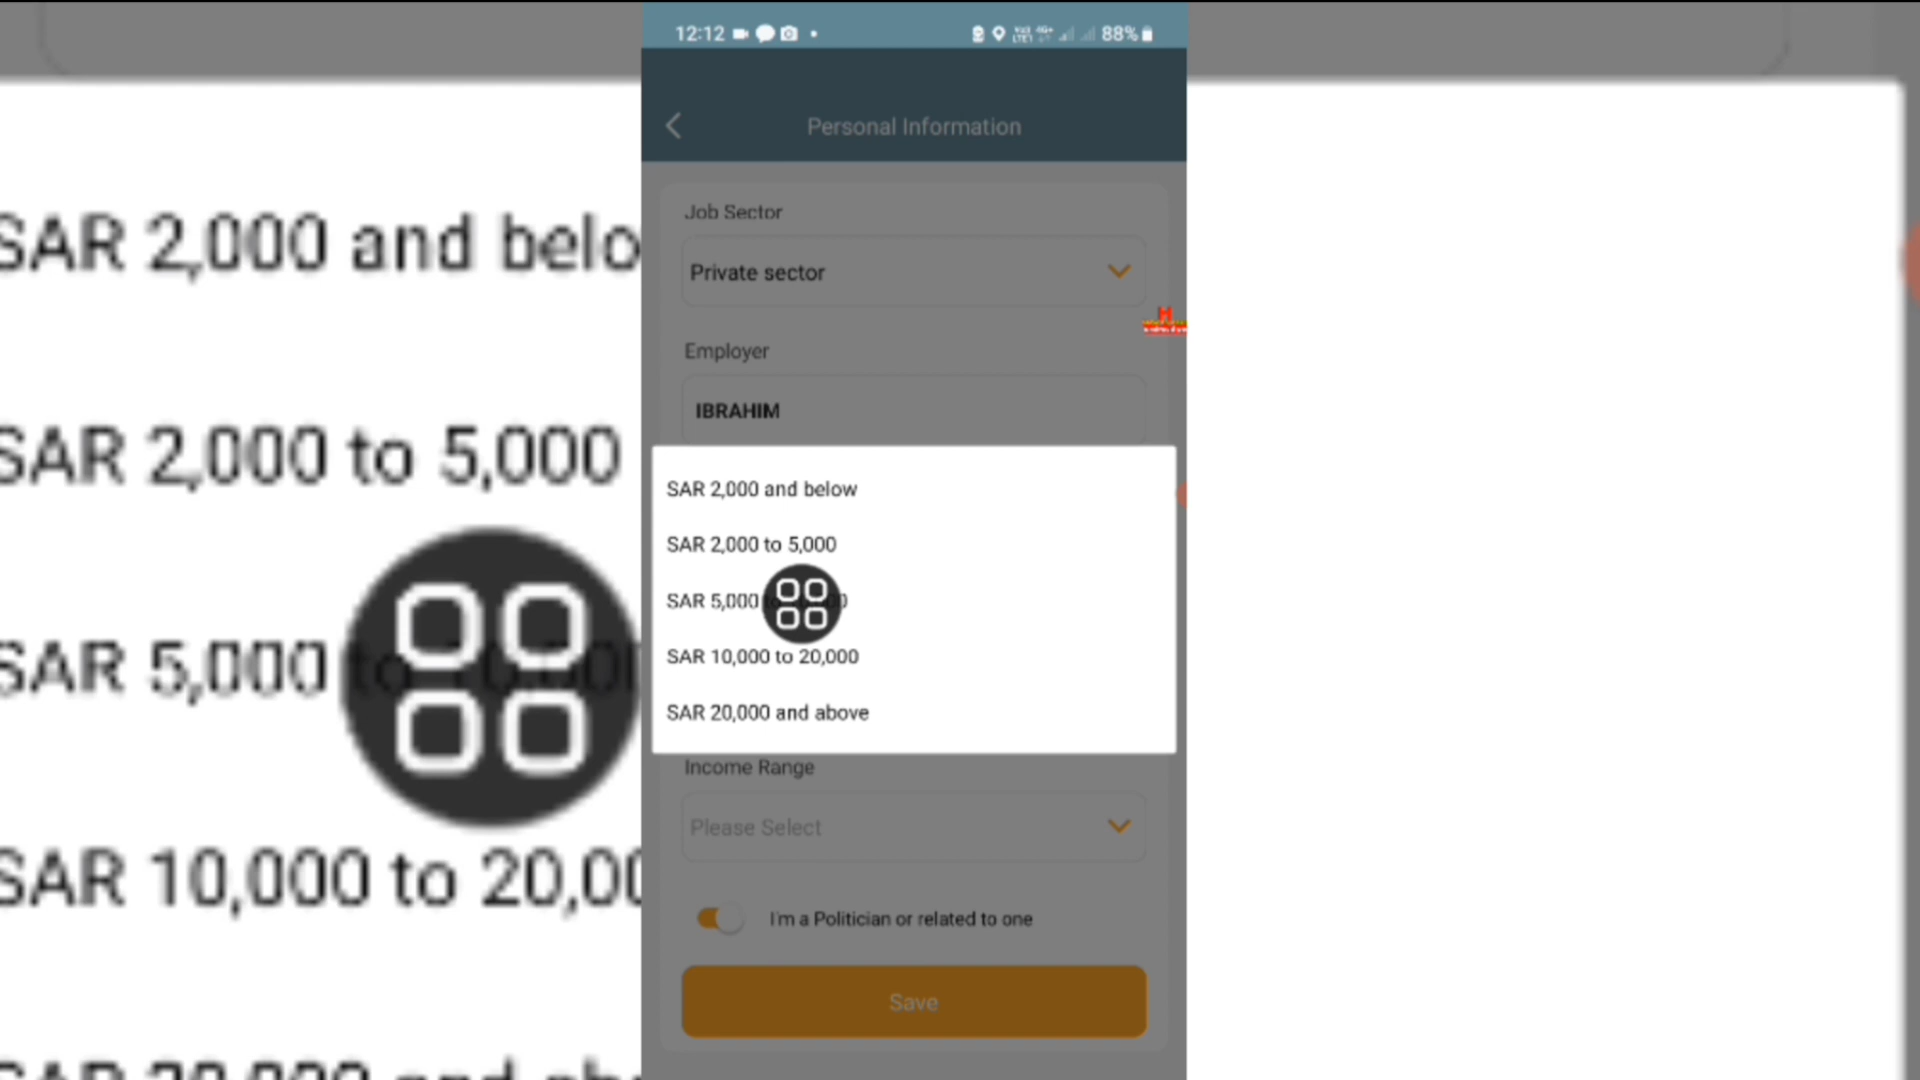 12:12
88%
Personal Information
Job Sector
Private sector
Employer
IBRAHIM
SAR 2,000 and below
SAR 2,000 to 5,000
SAR 5,000
SAR 10,000 to 20,000
SAR 20,000 and above
Income Range
Please Select
I'm a Politician or related to one
Save
SAR 2,000 and belo
SAR 2,000 to 5,000
SAR 5,000 to
SAR 10,000 to 20,00